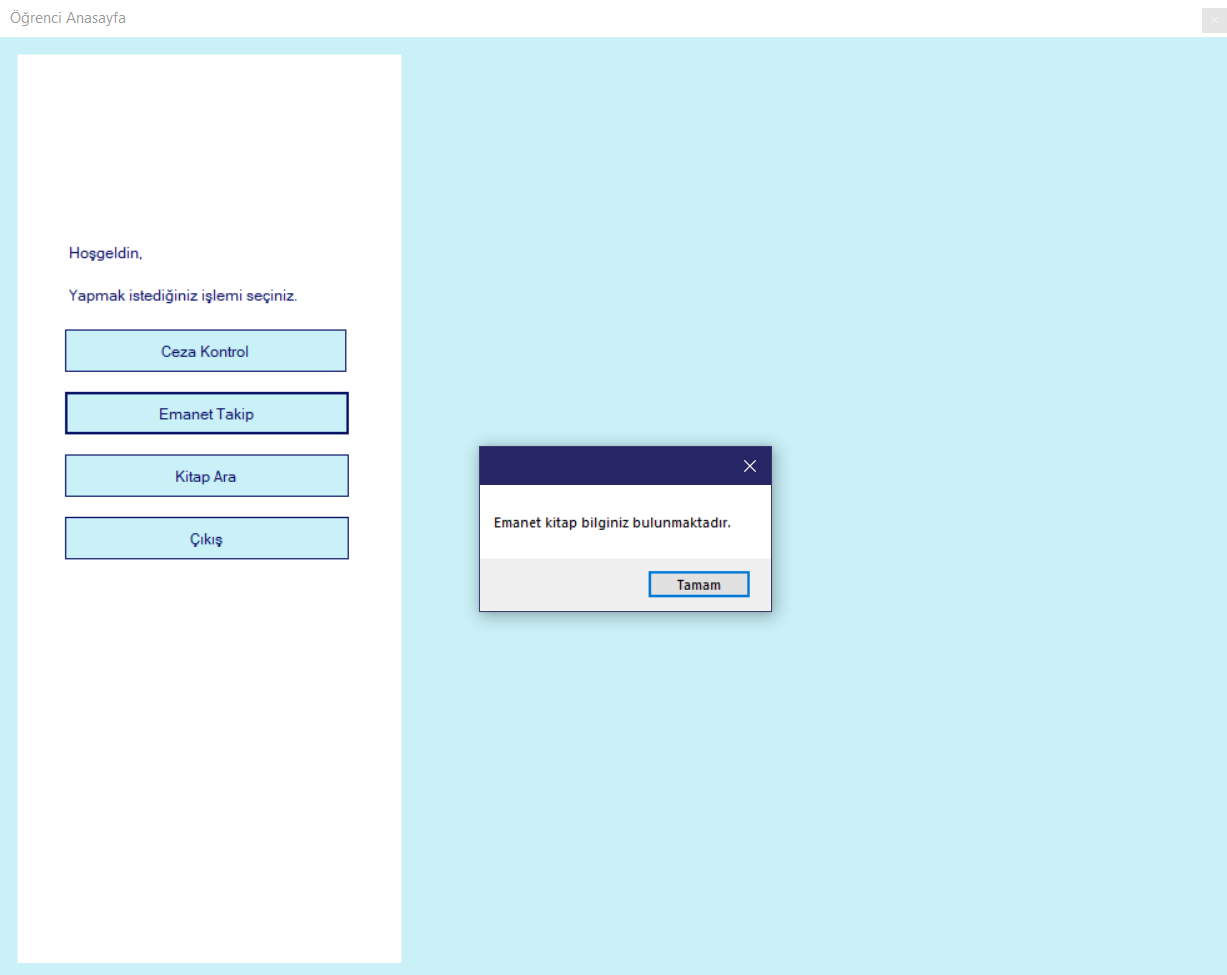 Öğrenci Anasayfa
Hoşgeldin,
Yapmak istediğiniz işlemi seçiniz.
Ceza Kontrol
Emanet Takip
Kitap Ara
Çıkış
Emanet kitap bilginiz bulunmaktadır.
Tamam